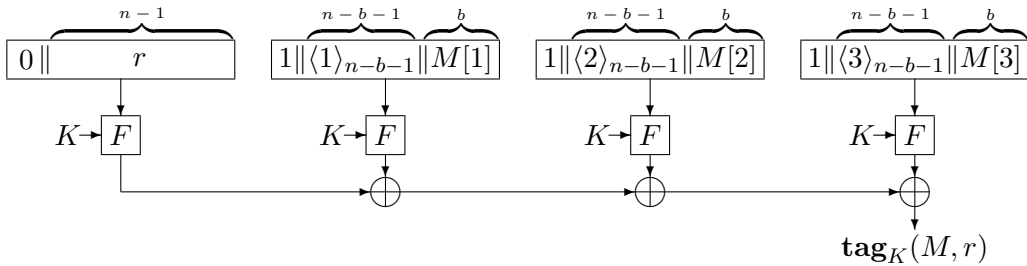 n − 1 n − b − 1 b n − b − 1 b n − b − 1 b
0 ∥ r 1∥⟨1⟩n−b−1∥M[1] 1∥⟨2⟩n−b−1∥M[2] 1∥⟨3⟩n−b−1∥M[3]
K F K F K F K F
tagK(M, r)